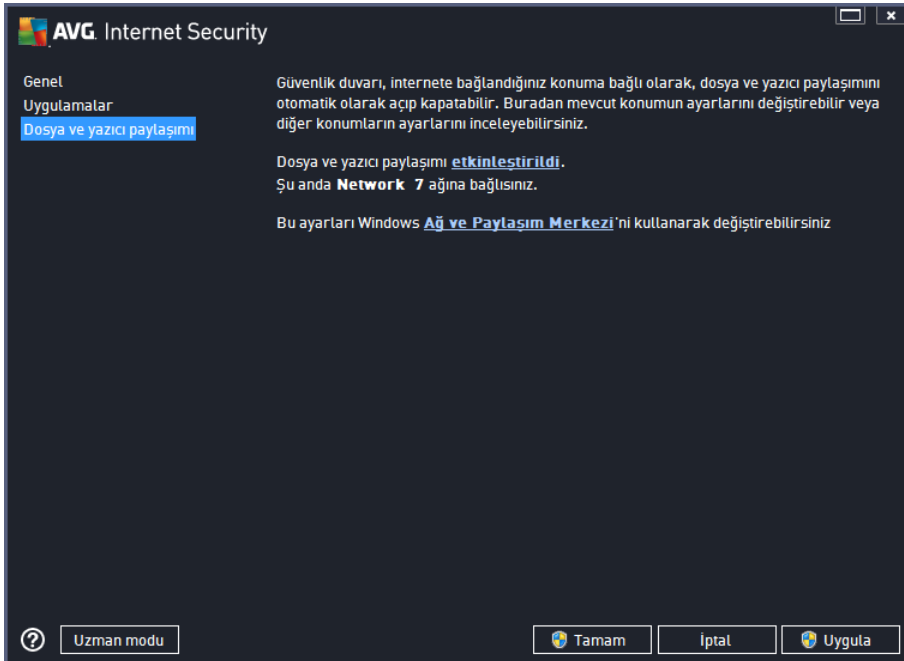 AVG. Internet Security
Genel
Uygulamalar
Dosya ve yazıcı paylaşımı
Güvenlik duvarı, internete bağlandığınız konuma bağlı olarak, dosya ve yazıcı paylaşımını
otomatik olarak açıp kapatabilir. Buradan mevcut konumun ayarlarını değiştirebilir veya
diğer konumların ayarlarını inceleyebilirsiniz.
Dosya ve yazıcı paylaşımı etkinleştirildi.
Şu anda Network 7 ağına bağlısınız.
Bu ayarları Windows Ağ ve Paylaşım Merkezi'ni kullanarak değiştirebilirsiniz
? Uzman modu Tamam İptal Uygula